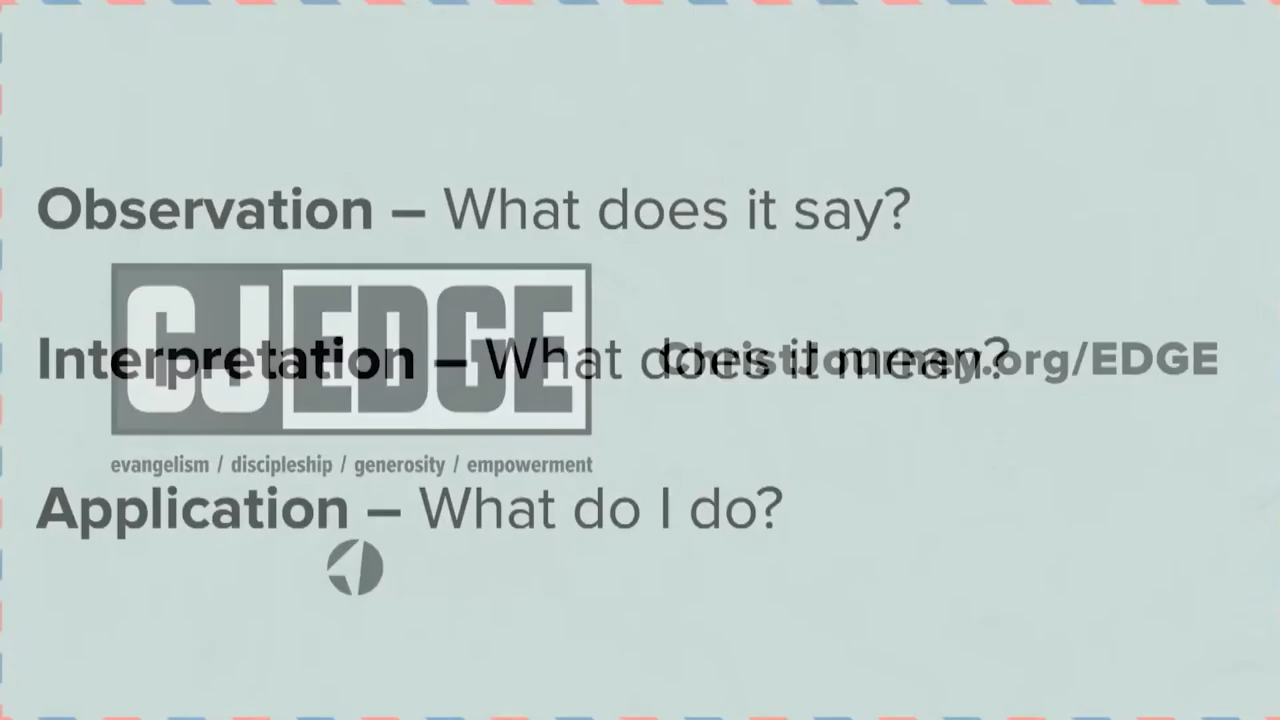 Observation – What does it say?
CJ EDGE
Interpretation – What does it mean?
ChristJourney.org/EDGE
evangelism / discipleship / generosity / empowerment
Application – What do I do?